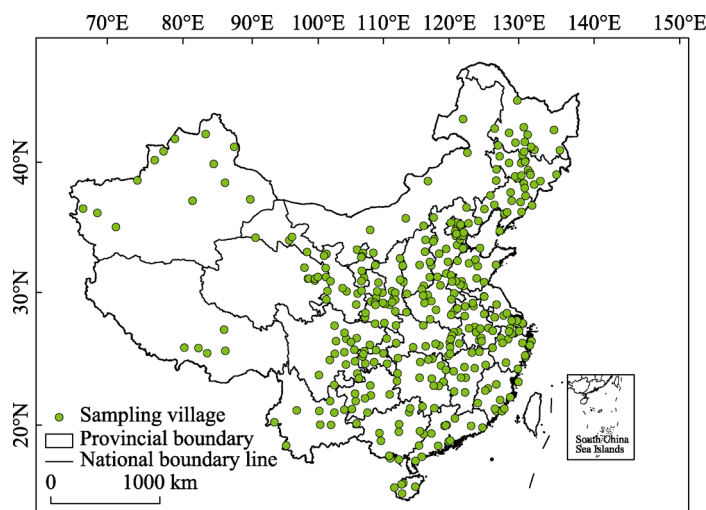 70°E 80°E 90°E 100°E 110°E 120°E 130°E 140°E 150°E
40°N
30°N
20°N
Sampling village
Provincial boundary
National boundary line
0 1000 km
South China
Sea Islands